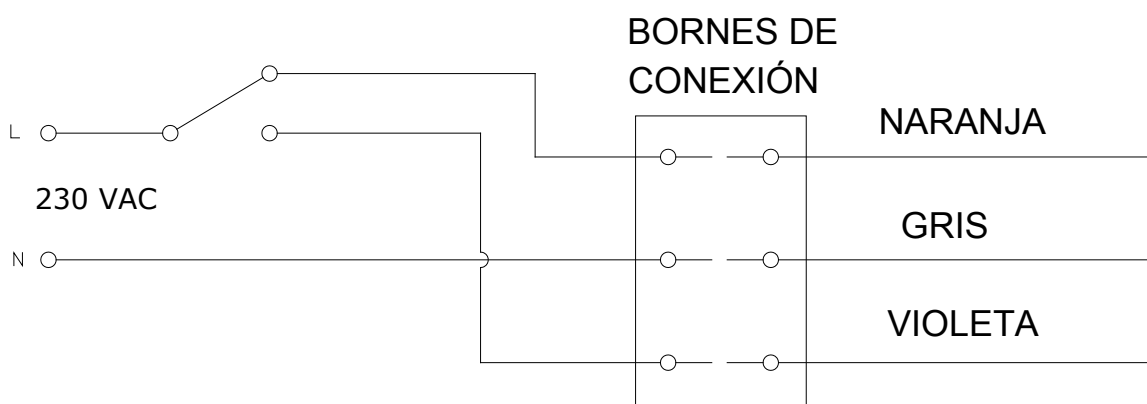 BORNES DE
CONEXIÓN
NARANJA
L
230 VAC
GRIS
N
VIOLETA